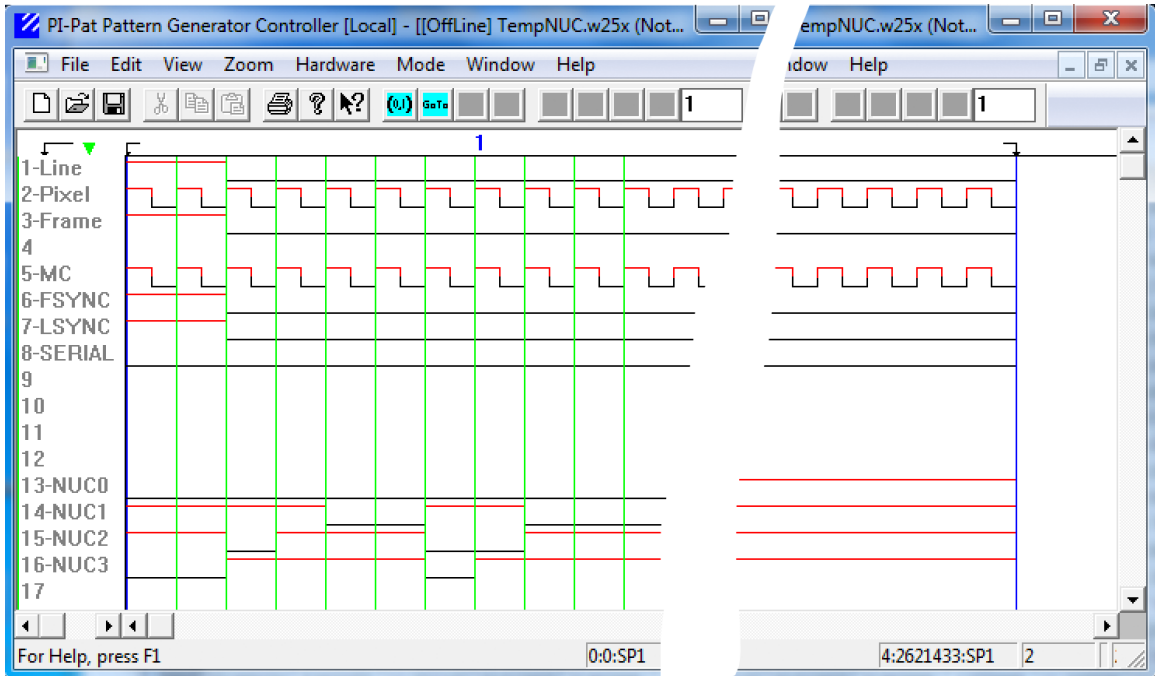 PI-Pat Pattern Generator Controller [Local] - [[OffLine] TempNUC.w25x (Not...
empNUC.w25x (Not...
File Edit View Zoom Hardware Mode Window Help
ndow Help
(0,1) GoTo 1
1
1
1-Line
2-Pixel
3-Frame
4
5-MC
6-FSYNC
7-LSYNC
8-SERIAL
9
10
11
12
13-NUC0
14-NUC1
15-NUC2
16-NUC3
17
For Help, press F1
0:0:SP1
4:2621433:SP1
2